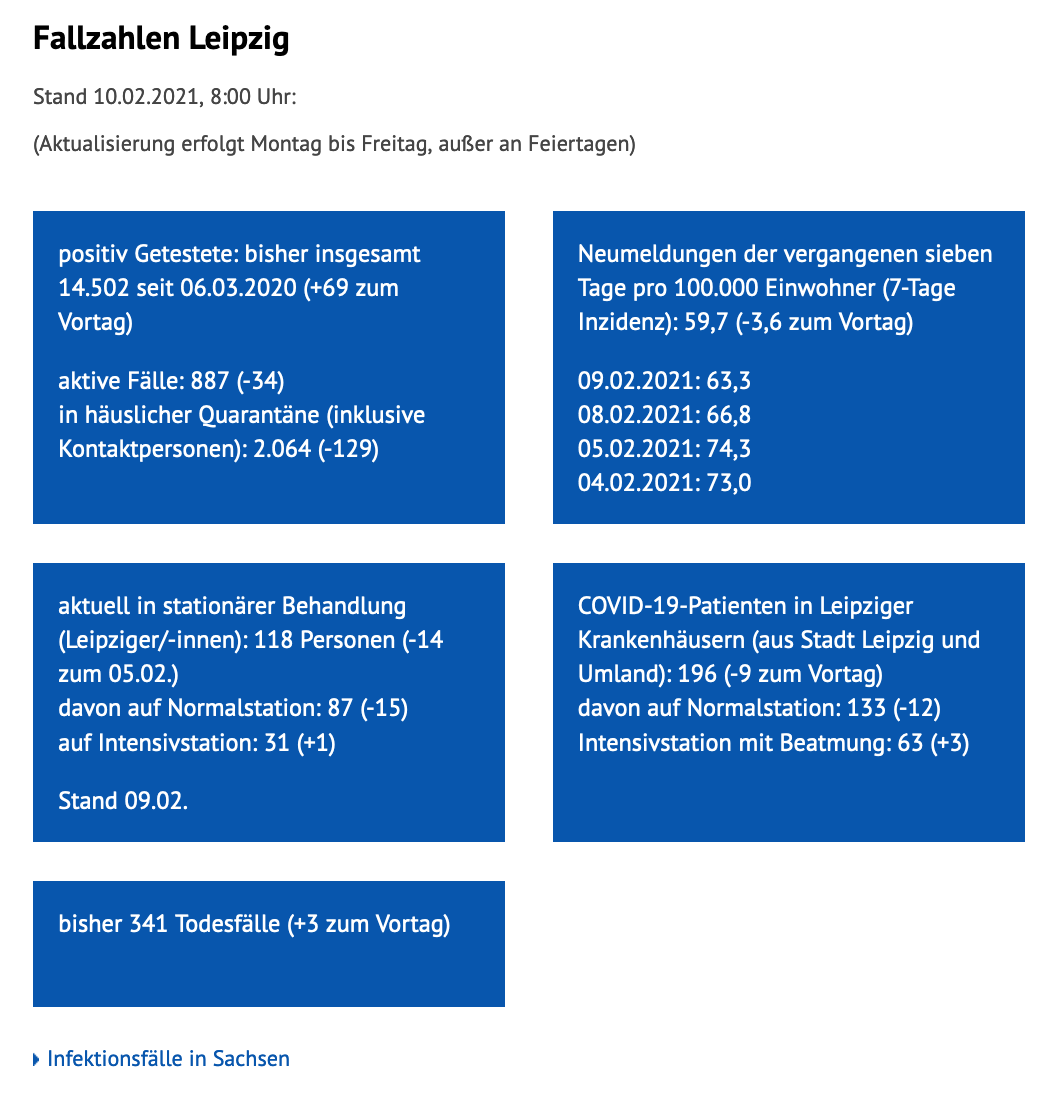 Fallzahlen Leipzig
Stand 10.02.2021, 8:00 Uhr:
(Aktualisierung erfolgt Montag bis Freitag, außer an Feiertagen)
positiv Getestete: bisher insgesamt
14.502 seit 06.03.2020 (+69 zum
Vortag)
aktive Fälle: 887 (-34)
in häuslicher Quarantäne (inklusive
Kontaktpersonen): 2.064 (-129)
Neumeldungen der vergangenen sieben
Tage pro 100.000 Einwohner (7-Tage
Inzidenz): 59,7 (-3,6 zum Vortag)
09.02.2021: 63,3
08.02.2021: 66,8
05.02.2021: 74,3
04.02.2021: 73,0
aktuell in stationärer Behandlung
(Leipziger/-innen): 118 Personen (-14
zum 05.02.)
davon auf Normalstation: 87 (-15)
auf Intensivstation: 31 (+1)
Stand 09.02.
COVID-19-Patienten in Leipziger
Krankenhäusern (aus Stadt Leipzig und
Umland): 196 (-9 zum Vortag)
davon auf Normalstation: 133 (-12)
Intensivstation mit Beatmung: 63 (+3)
bisher 341 Todesfälle (+3 zum Vortag)
Infektionsfälle in Sachsen